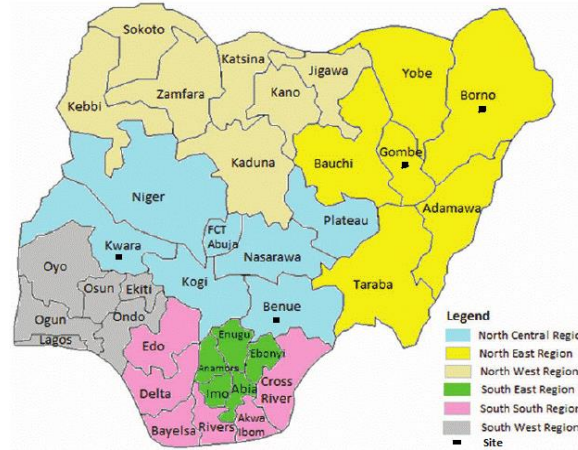 Sokoto
Katsina
Jigawa
Yobe
Borno
Zamfara
Kano
Kebbi
Kaduna
Bauchi
Gombe
Niger
Adamawa
Plateau
FCT
Abuja
Kwara
Nasarawa
Oyo
Taraba
Kogi
Osun
Ekiti
Benue
Ogun
Ondo
Lagos
Enugu
Edo
Ebonyi
Anambra
Imo
Abia
Cross
River
Delta
Bayelsa
Rivers
Akwa
Ibom
Legend
North Central Regio
North East Region
North West Region
South East Region
South South Region
South West Region
Site